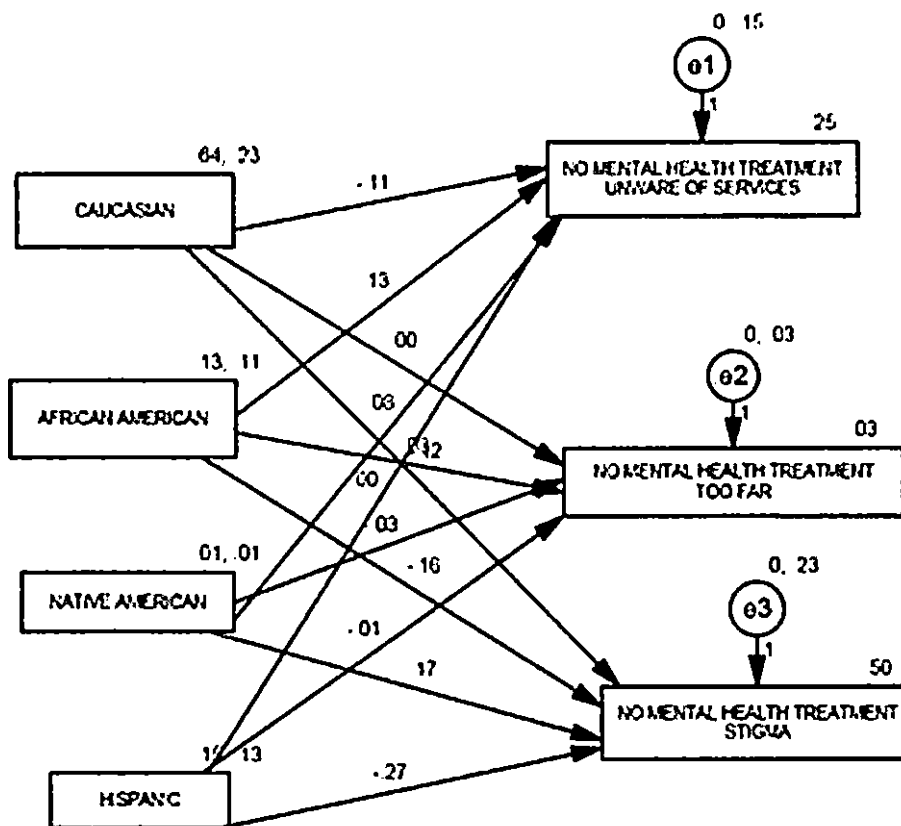 0 15
e1
1
25
64, 23
NO MENTAL HEALTH TREATMENT
UNWARE OF SERVICES
CAUCASIAN
-.11
13
00
0, 03
13, 11
e2
1
03
03
AFRICAN AMERICAN
12
NO MENTAL HEALTH TREATMENT
TOO FAR
00
-.03
01, .01
-.16
0, .23
NATIVE AMERICAN
e3
-.01
1
17
50
NO MENTAL HEALTH TREATMENT
STIGMA
13
-.27
HISPANIC